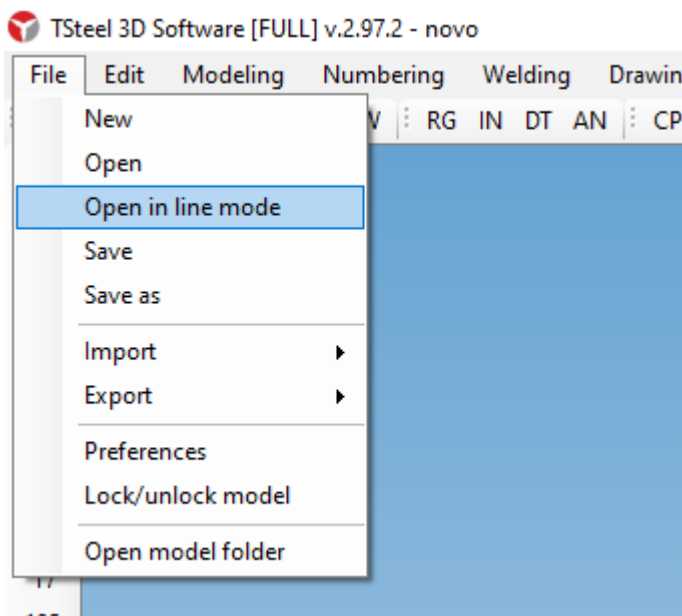 TSteel 3D Software [FULL] v.2.97.2 - novo
File Edit Modeling Numbering Welding Drawin
RG IN DT AN CP
New
Open
Open in line mode
Save
Save as
Import
Export
Preferences
Lock/unlock model
Open model folder